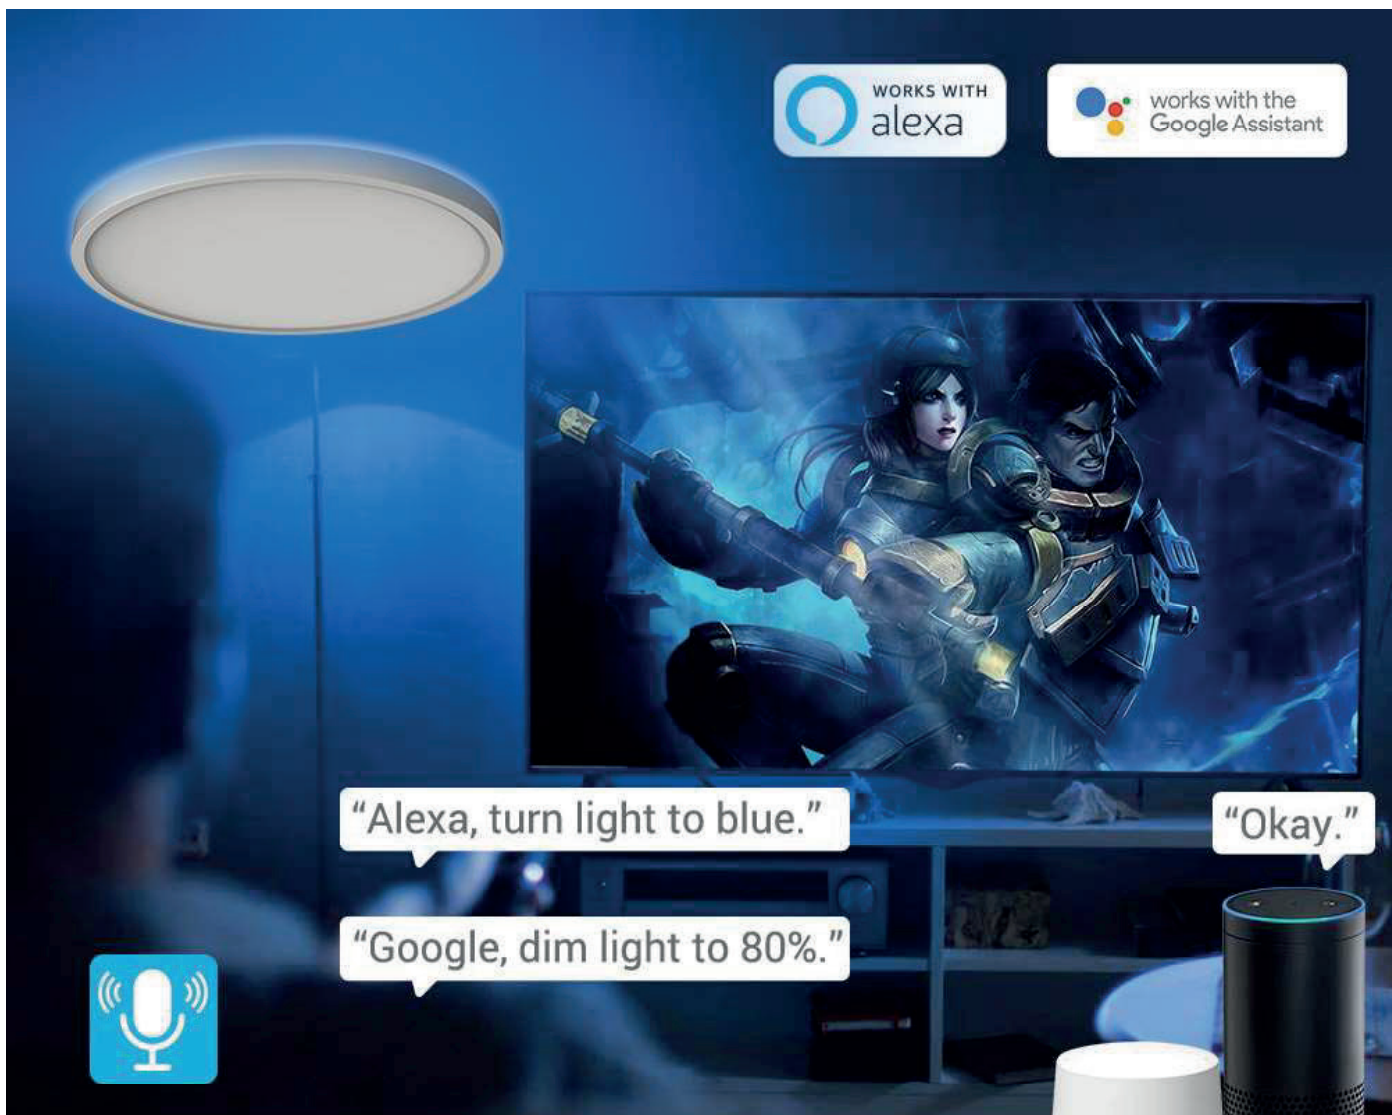 WORKS WITH
alexa
works with the
Google Assistant
“Alexa, turn light to blue.”
“Okay.”
“Google, dim light to 80%.”